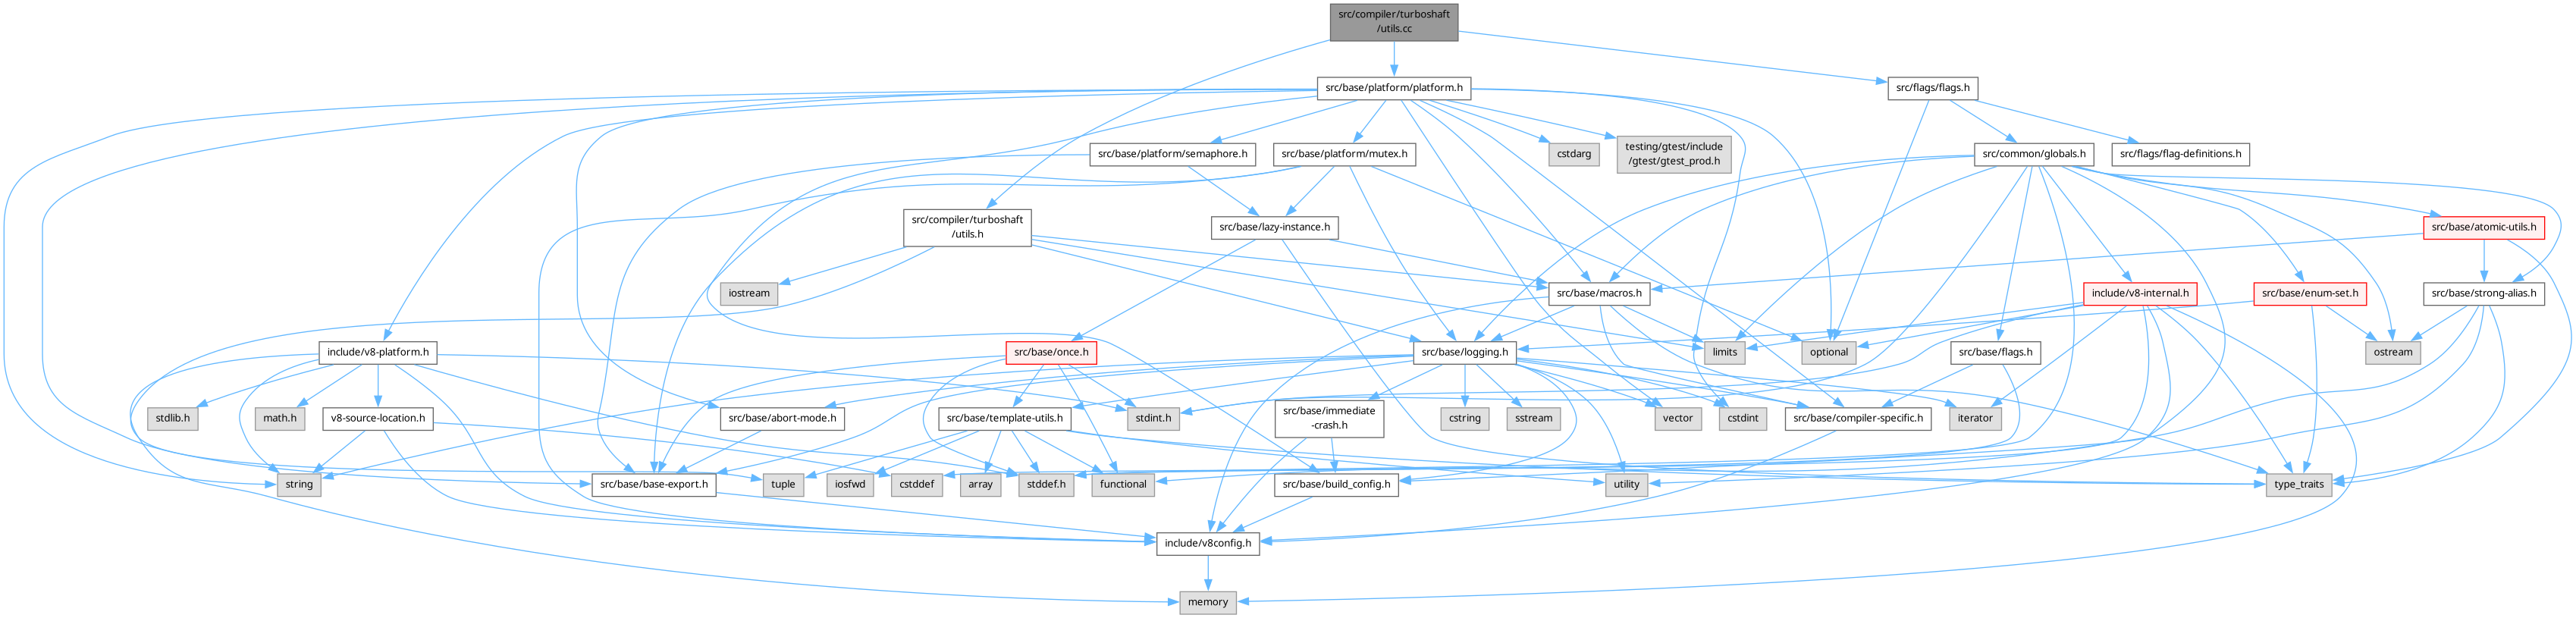 src/compiler/turboshaft
/utils.cc
src/base/platform/platform.h
src/flags/flags.h
src/base/platform/semaphore.h
src/base/platform/mutex.h
cstdarg
testing/gtest/include
/gtest/gtest_prod.h
src/common/globals.h
src/flags/flag-definitions.h
src/compiler/turboshaft
/utils.h
src/base/lazy-instance.h
src/base/atomic-utils.h
iostream
src/base/macros.h
include/v8-internal.h
src/base/enum-set.h
src/base/strong-alias.h
include/v8-platform.h
src/base/once.h
src/base/logging.h
limits
optional
src/base/flags.h
ostream
stdlib.h
math.h
v8-source-location.h
stdint.h
src/base/abort-mode.h
src/base/template-utils.h
src/base/immediate
-crash.h
cstring
sstream
vector
cstdint
src/base/compiler-specific.h
iterator
string
src/base/base-export.h
tuple
iosfwd
cstddef
array
stddef.h
functional
src/base/build_config.h
utility
type_traits
include/v8config.h
memory